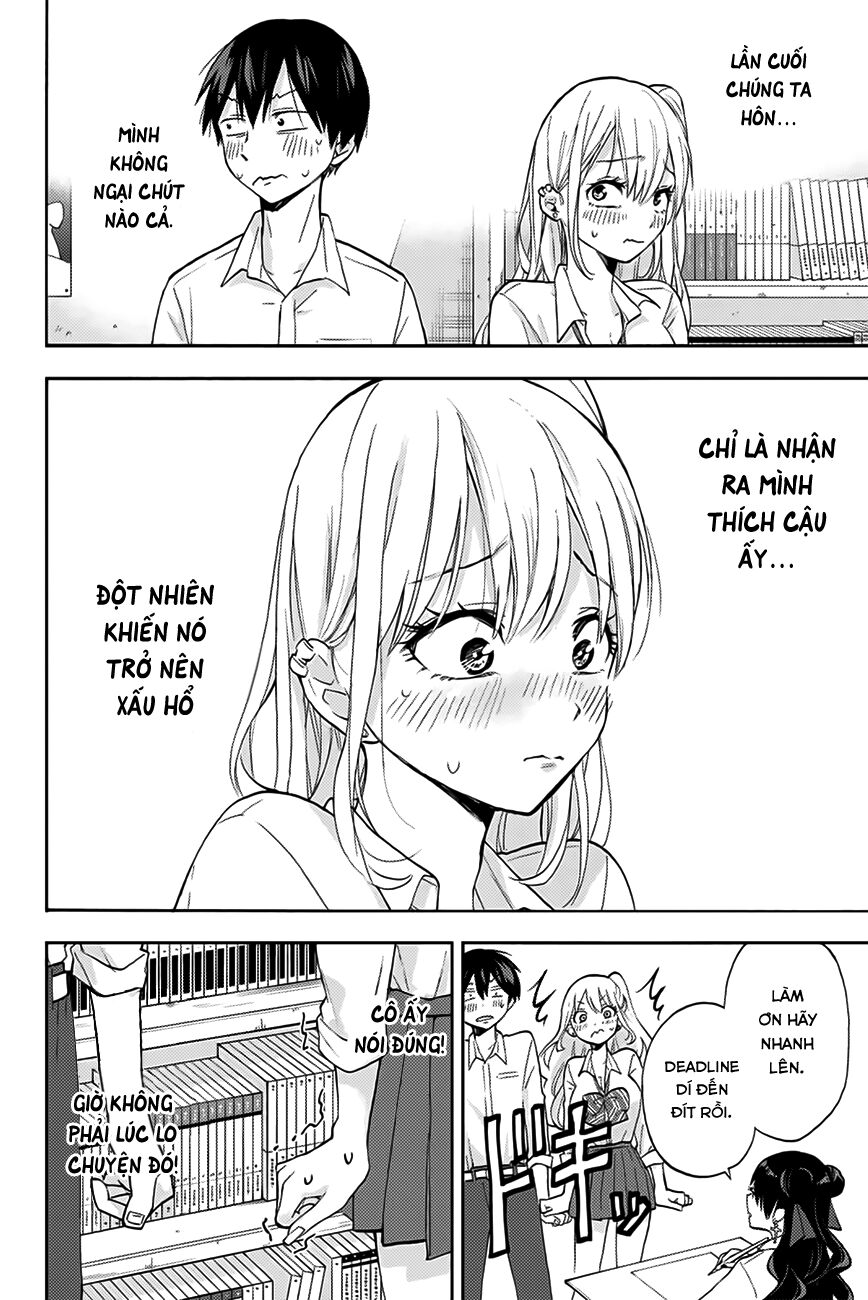 LẦN CUỐI
CHÚNG TA
HÔN...
MÌNH
KHÔNG
NGẠI CHÚT
NÀO CẢ.
CHỈ LÀ NHẬN
RA MÌNH
THÍCH CẬU
ẤY...
ĐỘT NHIÊN
KHIẾN NÓ
TRỞ NÊN
XẤU HỔ
LÀM
ƠN HÃY
NHANH
LÊN.
DEADLINE
DÍ ĐẾN
ĐÍT RỒI.
ドキッ
CÔ ẤY
NÓI ĐÚNG!
GIỜ KHÔNG
PHẢI LÚC LO
CHUYỆN ĐÓ!